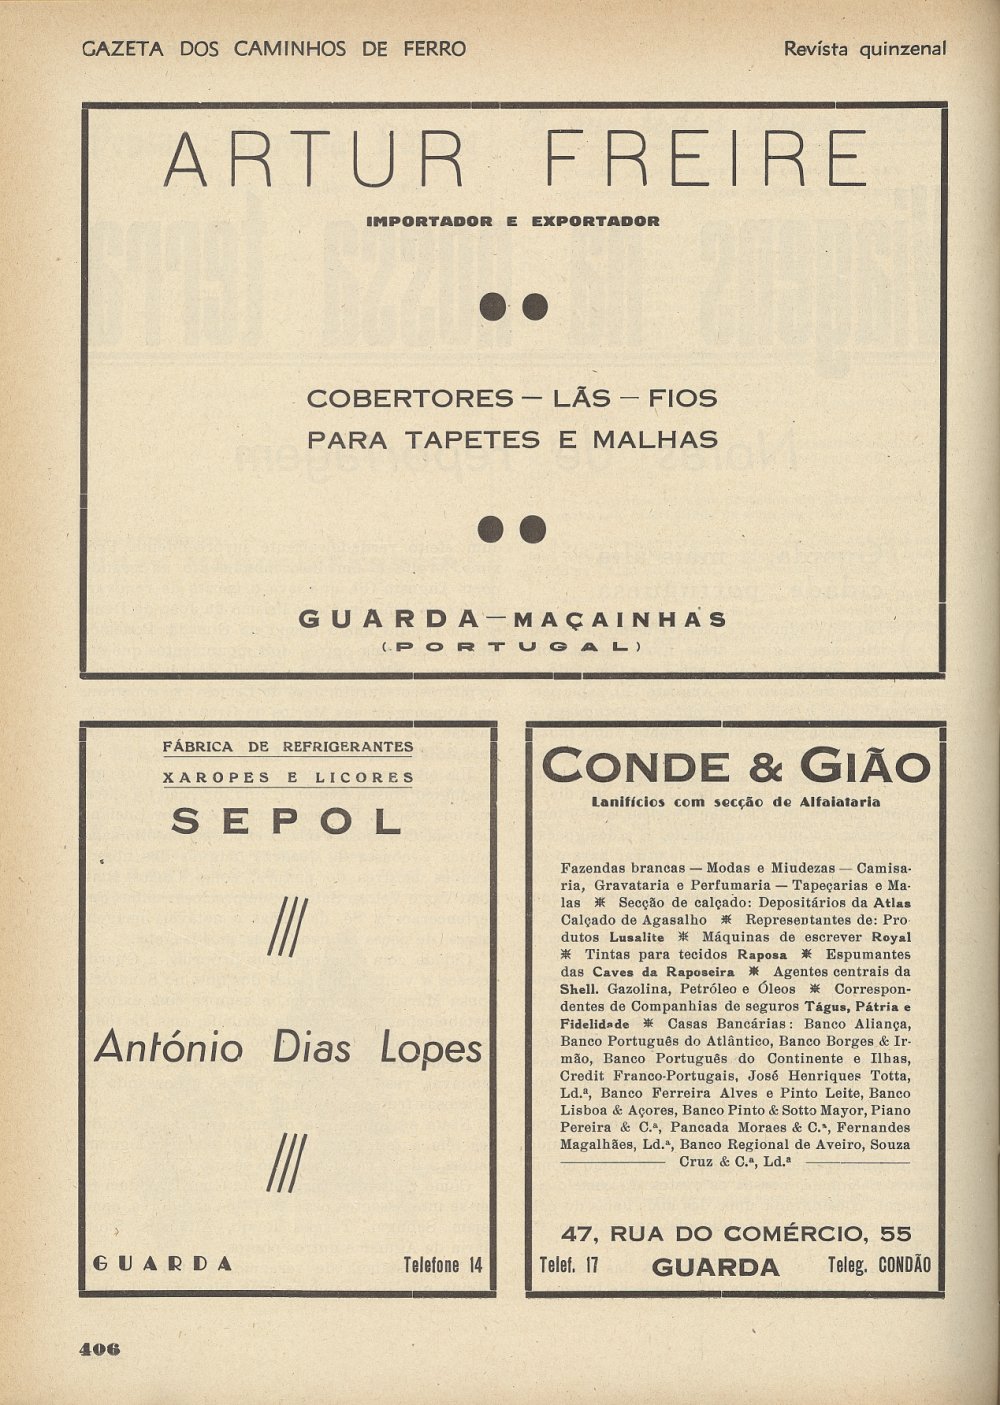 GAZETA DOS CAMINHOS DE FERRO
Revista quinzenal
ARTUR FREIRE
IMPORTADOR E EXPORTADOR
COBERTORES — LÃS — FIOS
PARA TAPETES E MALHAS
GUARDA — MAÇAINHAS
(PORTUGAL)
FÁBRICA DE REFRIGERANTES
XAROPES E LICORES
SEPOL
António Dias Lopes
GUARDA
Telefone 14
CONDE & GIÃO
Lanifícios com secção de Alfaiataria
Fazendas brancas — Modas e Miudezas — Camisa-
ria, Gravataria e Perfumaria — Tapeçarias e Ma-
las ✻ Secção de calçado: Depositários da Atlas
Calçado de Agasalho ✻ Representantes de: Pro-
dutos Lusalite ✻ Máquinas de escrever Royal
✻ Tintas para tecidos Raposa ✻ Espumantes
das Caves da Raposeira ✻ Agentes centrais da
Shell. Gazolina, Petróleo e Óleos ✻ Correspon-
dentes de Companhias de seguros Tágus, Pátria e
Fidelidade ✻ Casas Bancárias: Banco Aliança,
Banco Português do Atlântico, Banco Borges & Ir-
mão, Banco Português do Continente e Ilhas,
Credit Franco-Portugais, José Henriques Totta,
Ld.ª, Banco Ferreira Alves e Pinto Leite, Banco
Lisboa & Açores, Banco Pinto & Sotto Mayor, Piano
Pereira & C.ª, Pancada Moraes & C.ª, Fernandes
Magalhães, Ld.ª, Banco Regional de Aveiro, Souza
Cruz & C.ª, Ld.ª
47, RUA DO COMÉRCIO, 55
Telef. 17 GUARDA Teleg. CONDÃO
406